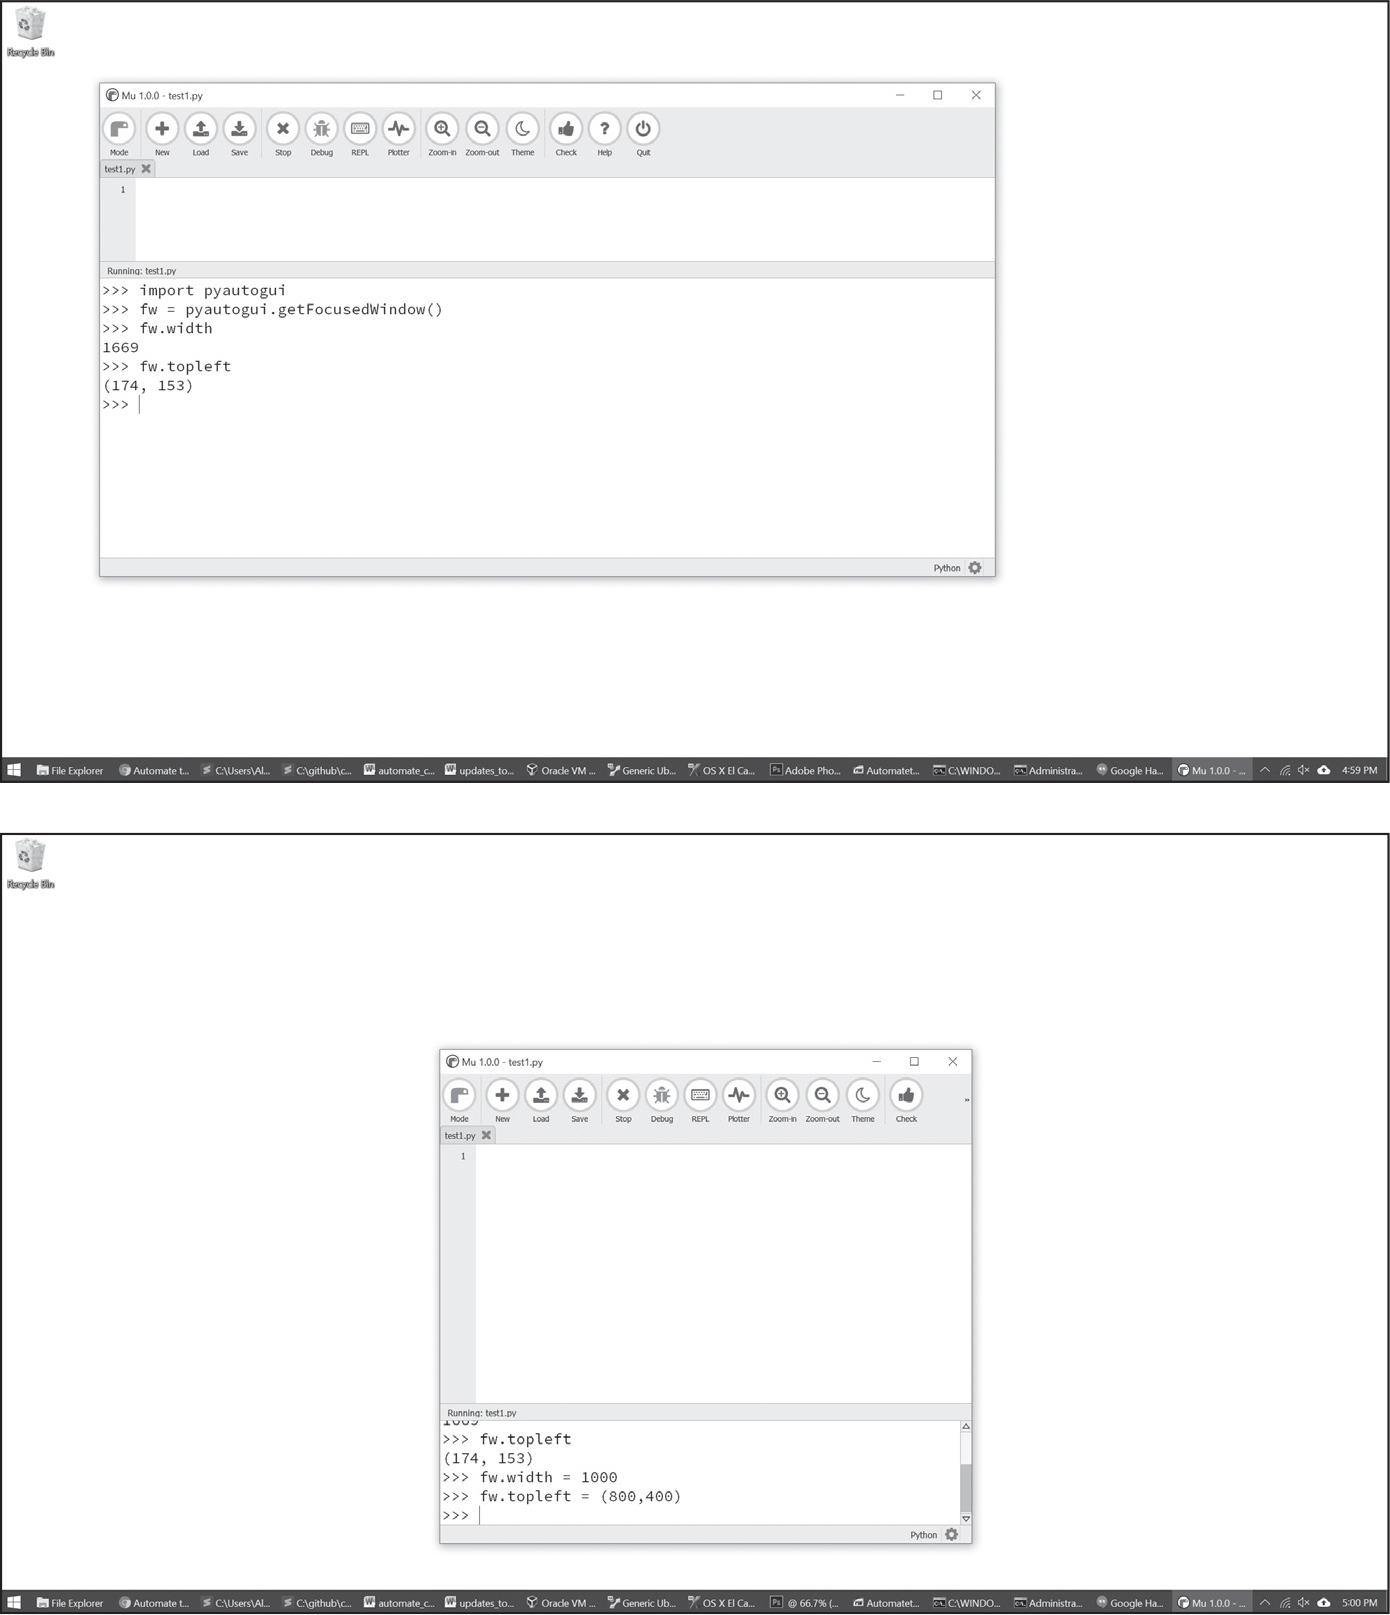 Recycle Bin
Mu 1.0.0 - test1.py
Mode New Load Save Stop Debug REPL Plotter Zoom-in Zoom-out Theme Check Help Quit
test1.py
1
Running: test1.py
>>> import pyautogui
>>> fw = pyautogui.getFocusedWindow()
>>> fw.width
1669
>>> fw.topleft
(174, 153)
>>>
Python
File Explorer Automate t... C:\Users\Al... C:\github\c... automate_c... updates_to... Oracle VM ... Generic Ub... OS X El Ca... Adobe Pho... Automatet... C:\WINDO... Administra... Google Ha... Mu 1.0.0 - ... 4:59 PM
Recycle Bin
Mu 1.0.0 - test1.py
Mode New Load Save Stop Debug REPL Plotter Zoom-in Zoom-out Theme Check »
test1.py
1
Running: test1.py
1669
>>> fw.topleft
(174, 153)
>>> fw.width = 1000
>>> fw.topleft = (800,400)
>>>
Python
File Explorer Automate t... C:\Users\Al... C:\github\c... automate_c... updates_to... Oracle VM ... Generic Ub... OS X El Ca... @ 66.7% (... Automatet... C:\WINDO... Administra... Google Ha... Mu 1.0.0 - ... 5:00 PM